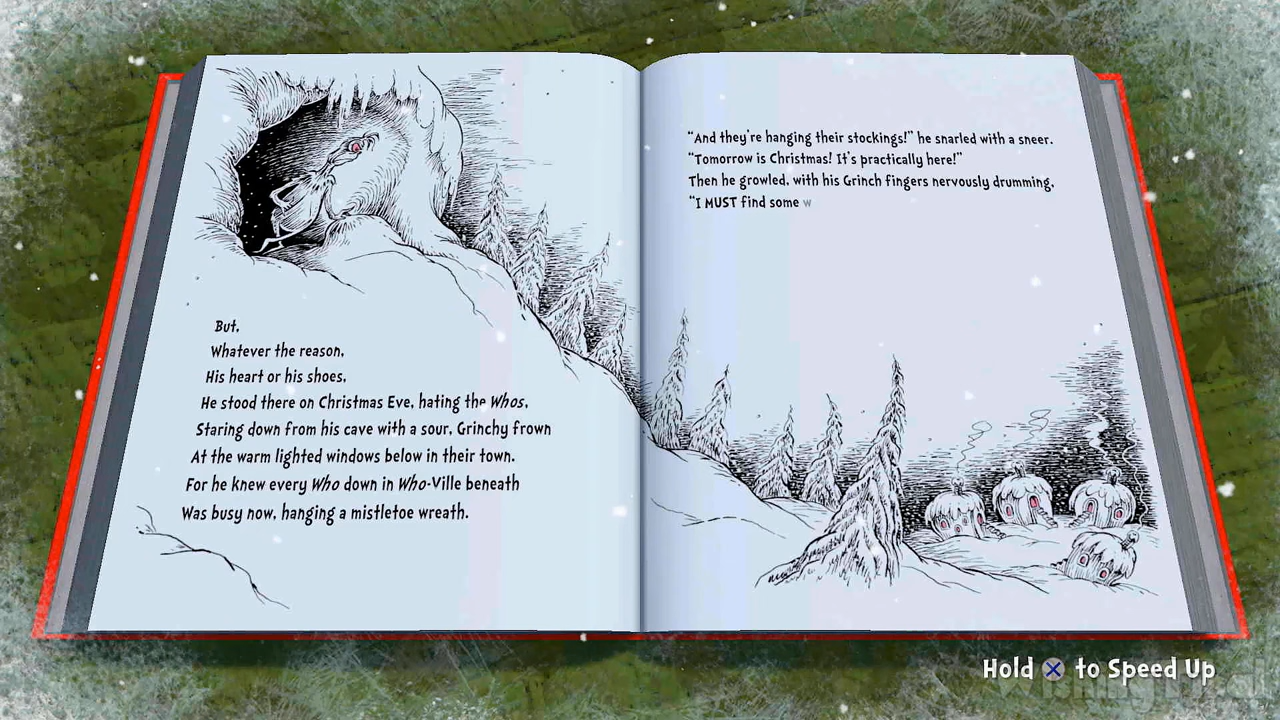 But,
Whatever the reason,
His heart or his shoes,
He stood there on Christmas Eve, hating the Whos,
Staring down from his cave with a sour, Grinchy frown
At the warm lighted windows below in their town.
For he knew every Who down in Who-Ville beneath
Was busy now, hanging a mistletoe wreath.
“And they're hanging their stockings!” he snarled with a sneer.
“Tomorrow is Christmas! It's practically here!”
Then he growled, with his Grinch fingers nervously drumming,
“I MUST find some w
Hold ⊗ to Speed Up